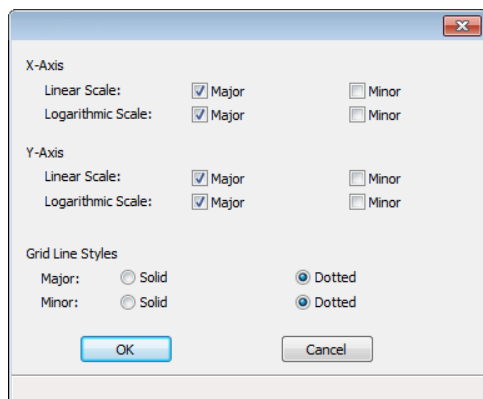 X-Axis
Linear Scale: Major Minor
Logarithmic Scale: Major Minor
Y-Axis
Linear Scale: Major Minor
Logarithmic Scale: Major Minor
Grid Line Styles
Major: Solid Dotted
Minor: Solid Dotted
OK Cancel